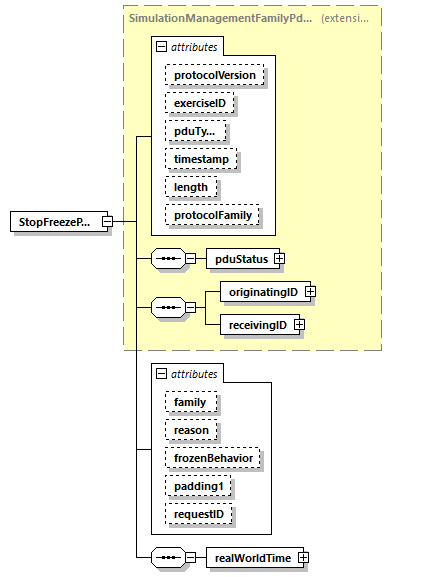 SimulationManagementFamilyPd... (extensi...
attributes
protocolVersion
exerciseID
pduTy...
timestamp
length
protocolFamily
StopFreezeP...
pduStatus
originatingID
receivingID
attributes
family
reason
frozenBehavior
padding1
requestID
realWorldTime